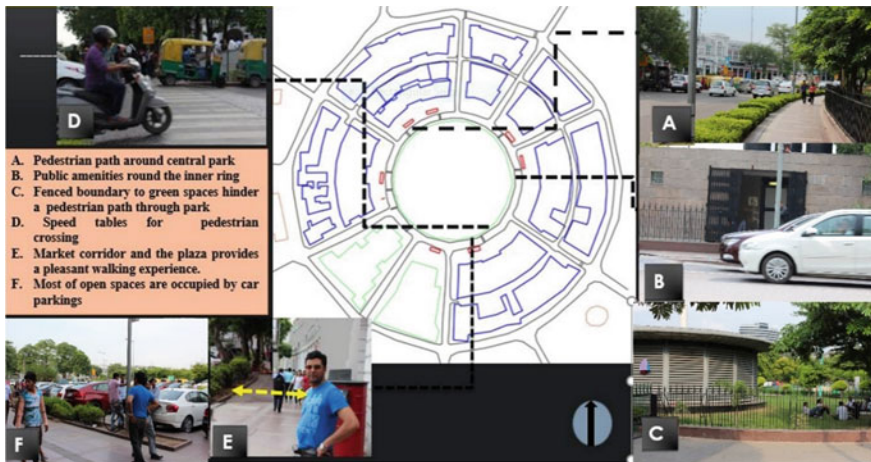 D
A. Pedestrian path around central park
B. Public amenities round the inner ring
C. Fenced boundary to green spaces hinder
a pedestrian path through park
D. Speed tables for pedestrian
crossing
E. Market corridor and the plaza provides
a pleasant walking experience.
F. Most of open spaces are occupied by car
parkings
A
B
C
F
E